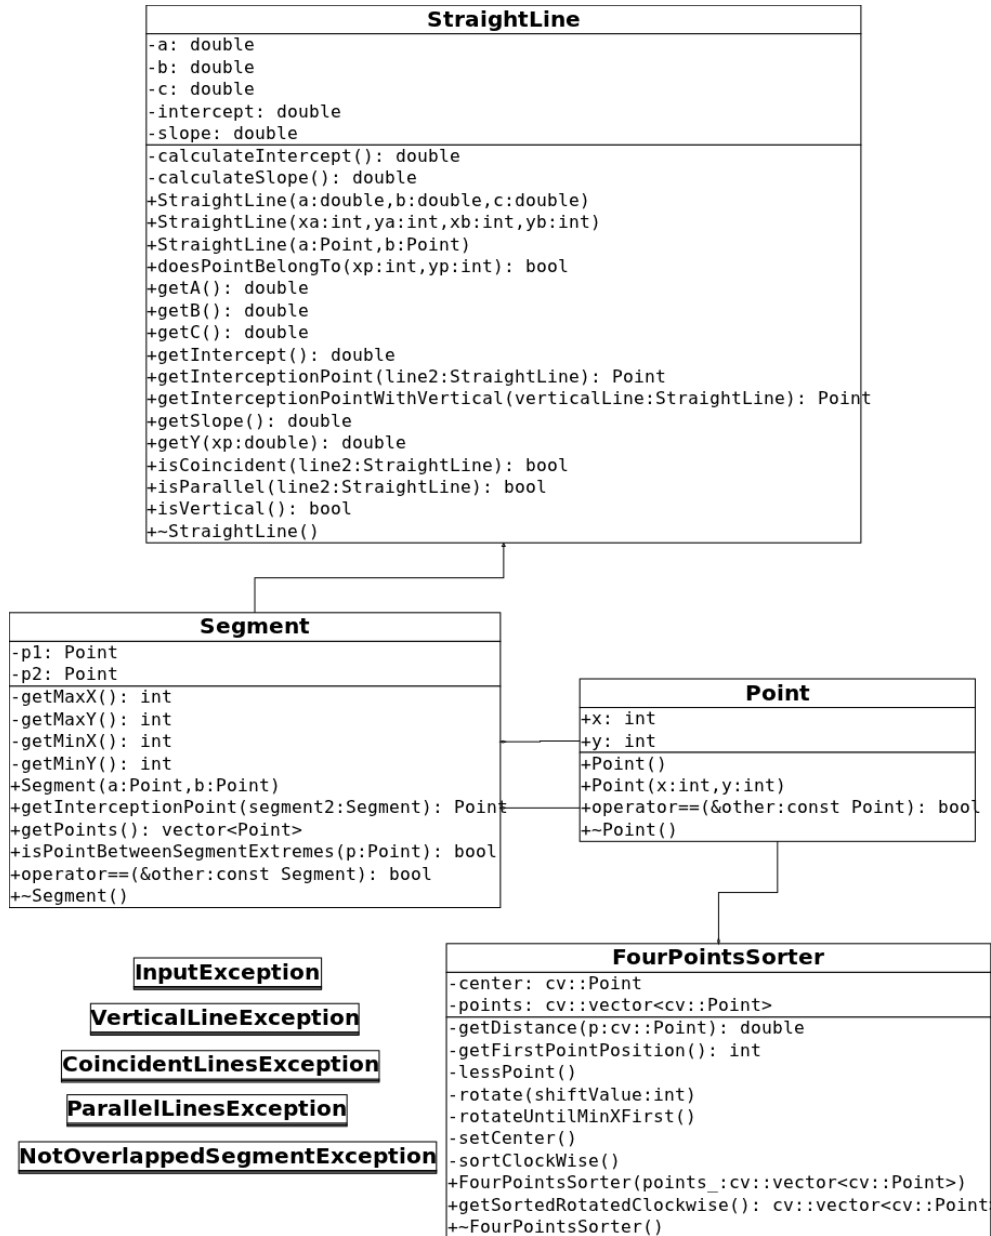 StraightLine
-a: double
-b: double
-c: double
-intercept: double
-slope: double
-calculateIntercept(): double
-calculateSlope(): double
+StraightLine(a:double,b:double,c:double)
+StraightLine(xa:int,ya:int,xb:int,yb:int)
+StraightLine(a:Point,b:Point)
+doesPointBelongTo(xp:int,yp:int): bool
+getA(): double
+getB(): double
+getC(): double
+getIntercept(): double
+getInterceptionPoint(line2:StraightLine): Point
+getInterceptionPointWithVertical(verticalLine:StraightLine): Point
+getSlope(): double
+getY(xp:double): double
+isCoincident(line2:StraightLine): bool
+isParallel(line2:StraightLine): bool
+isVertical(): bool
+~StraightLine()
Segment
-p1: Point
-p2: Point
-getMaxX(): int
-getMaxY(): int
-getMinX(): int
-getMinY(): int
+Segment(a:Point,b:Point)
+getInterceptionPoint(segment2:Segment): Point
+getPoints(): vector<Point>
+isPointBetweenSegmentExtremes(p:Point): bool
+operator==(&other:const Segment): bool
+~Segment()
Point
+x: int
+y: int
+Point()
+Point(x:int,y:int)
+operator==(&other:const Point): bool
+~Point()
InputException
VerticalLineException
CoincidentLinesException
ParallelLinesException
NotOverlappedSegmentException
FourPointsSorter
-center: cv::Point
-points: cv::vector<cv::Point>
-getDistance(p:cv::Point): double
-getFirstPointPosition(): int
-lessPoint()
-rotate(shiftValue:int)
-rotateUntilMinXFirst()
-setCenter()
-sortClockWise()
+FourPointsSorter(points_:cv::vector<cv::Point>)
+getSortedRotatedClockwise(): cv::vector<cv::Point
+~FourPointsSorter()